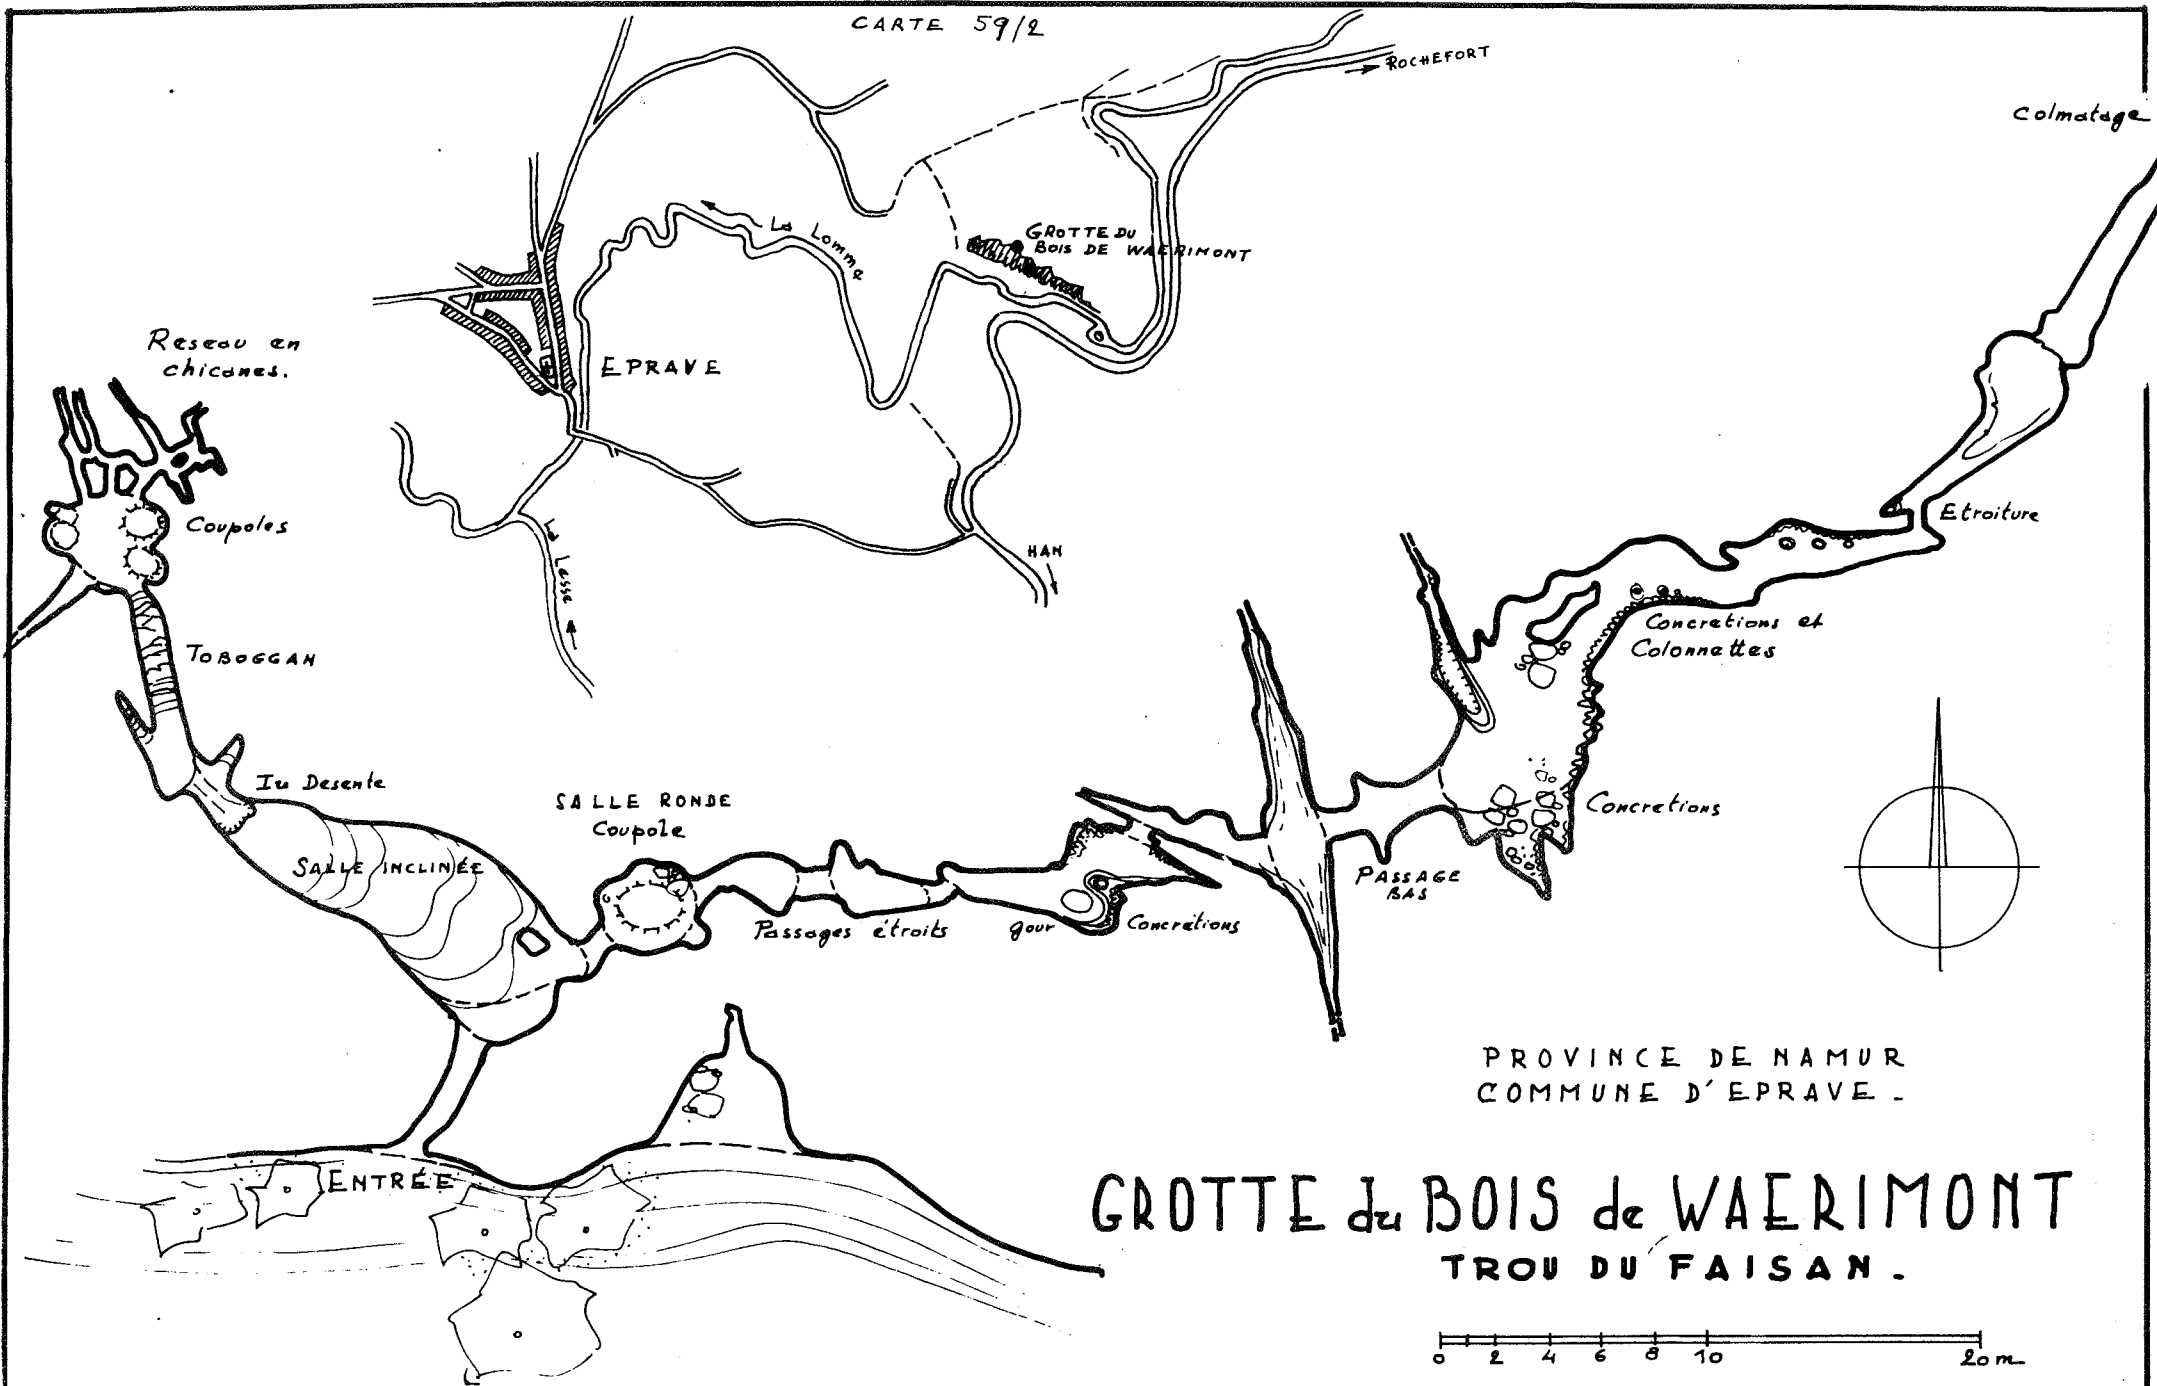 CARTE 59/2
ROCHEFORT
Colmatage
La Lomme
GROTTE DU
BOIS DE WAERIMONT
Reseau en
chicanes.
EPRAVE
Coupoles
Etroiture
HAN
La Lesse
TOBOGGAN
Concretions et
Colonnettes
Iu Desente
SALLE RONDE
Coupole
Concretions
SALLE INCLINÉE
PASSAGE
BAS
Passages étroits
gour
Concrétions
PROVINCE DE NAMUR
COMMUNE D'EPRAVE -
ENTRÉE
GROTTE du BOIS de WAERIMONT
TROU DU FAISAN.
0 2 4 6 8 10 20m